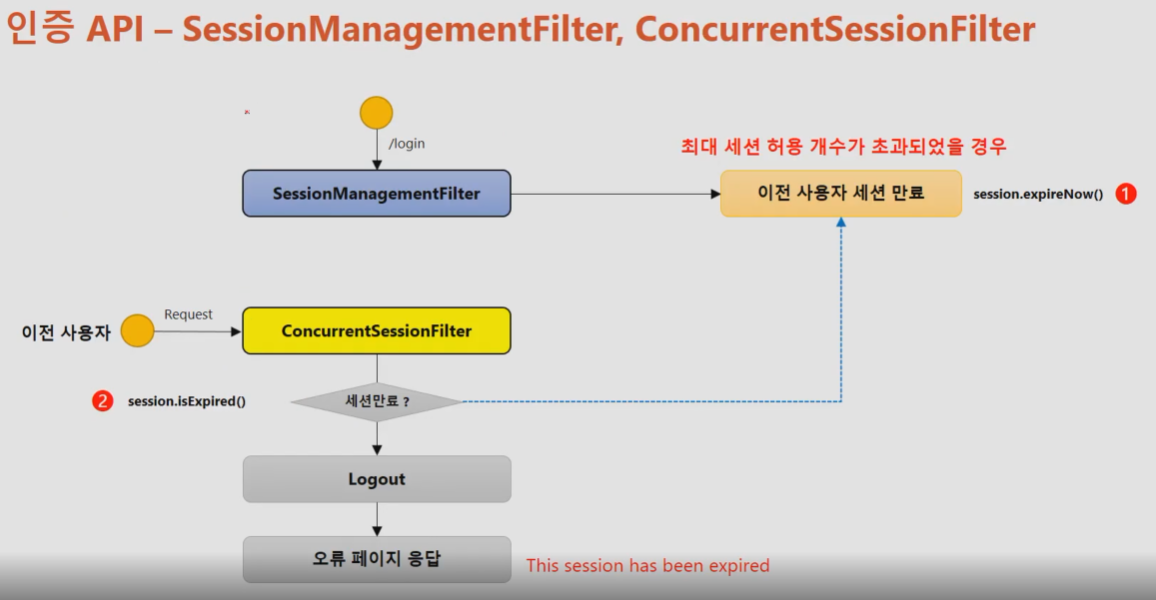 인증 API – SessionManagementFilter, ConcurrentSessionFilter
/login
최대 세션 허용 개수가 초과되었을 경우
SessionManagementFilter
이전 사용자 세션 만료
session.expireNow()
1
이전 사용자
Request
ConcurrentSessionFilter
2
session.isExpired()
세션만료 ?
Logout
오류 페이지 응답
This session has been expired